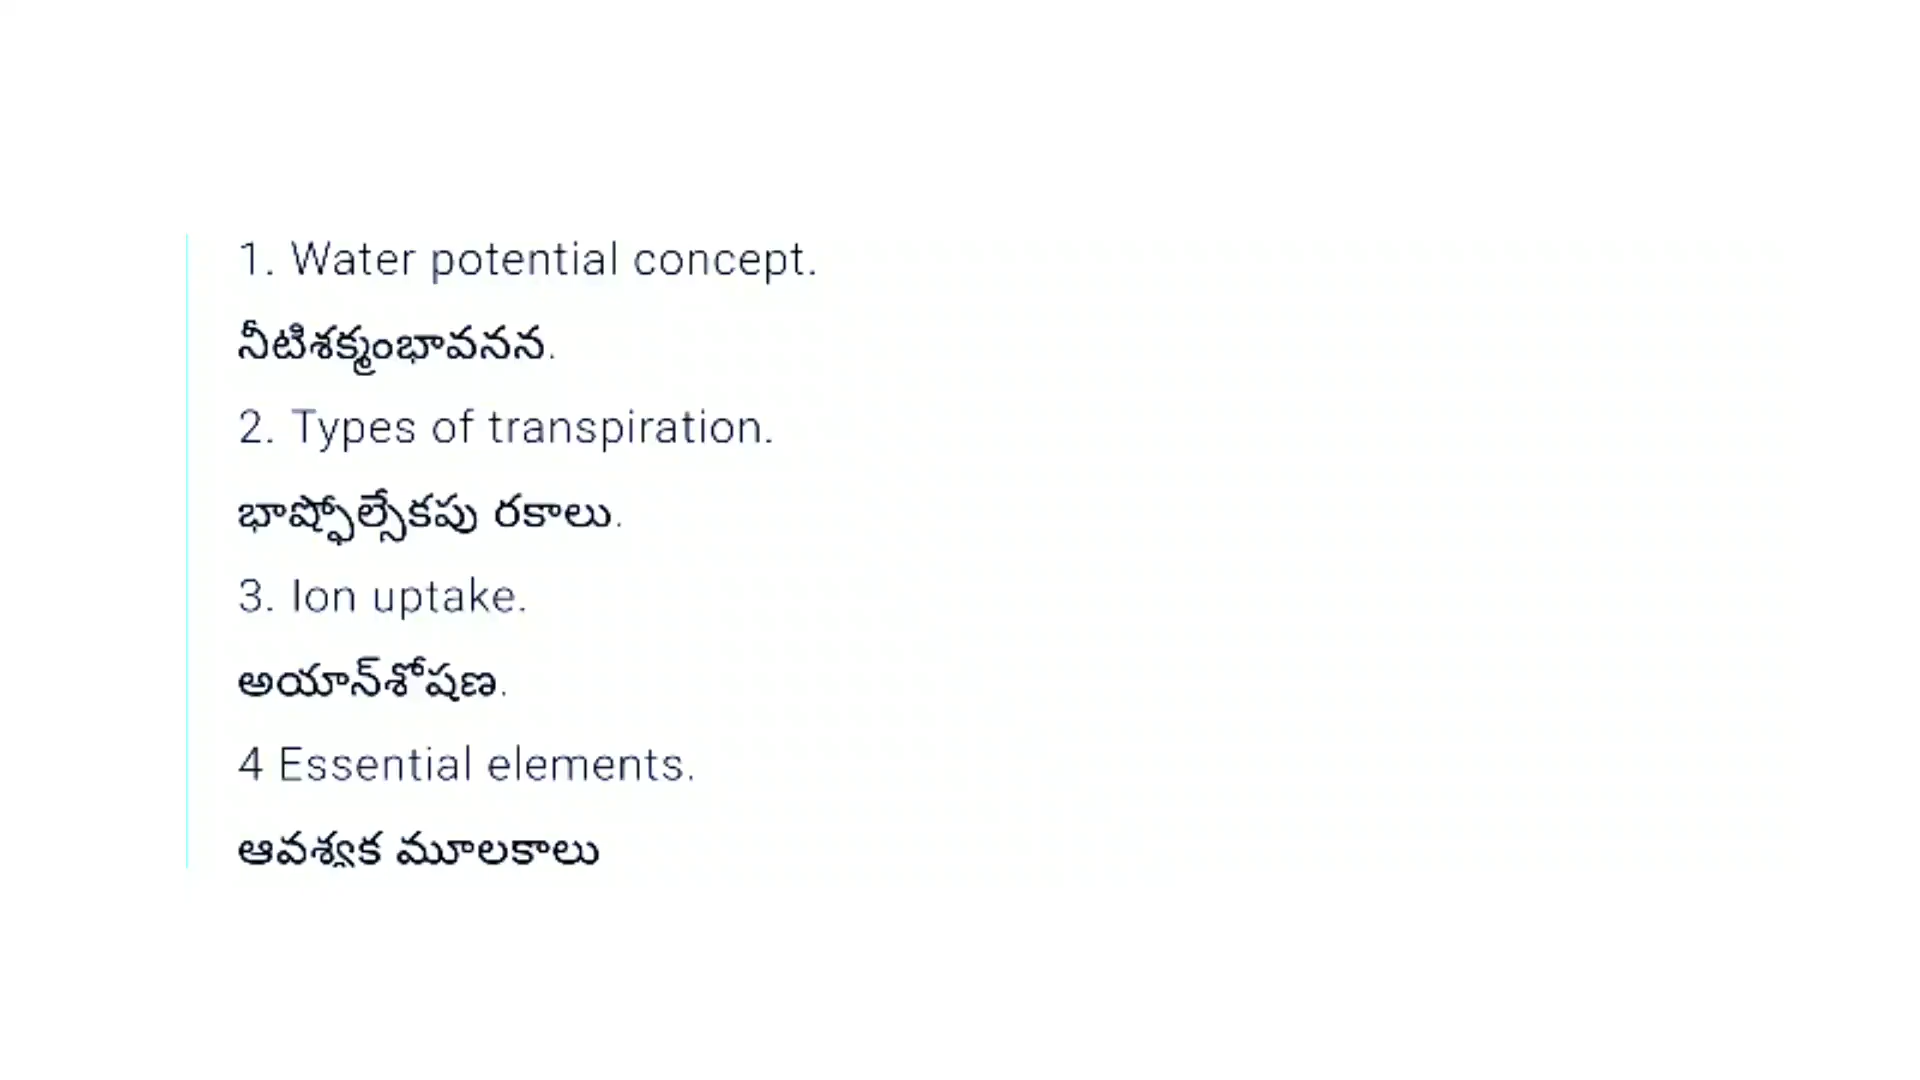 1. Water potential concept.
నీటిశక్మంభావనన.
2. Types of transpiration.
భాష్ఫోల్సేకపు రకాలు.
3. Ion uptake.
అయాన్‌శోషణ.
4 Essential elements.
ఆవశ్వక మూలకాలు